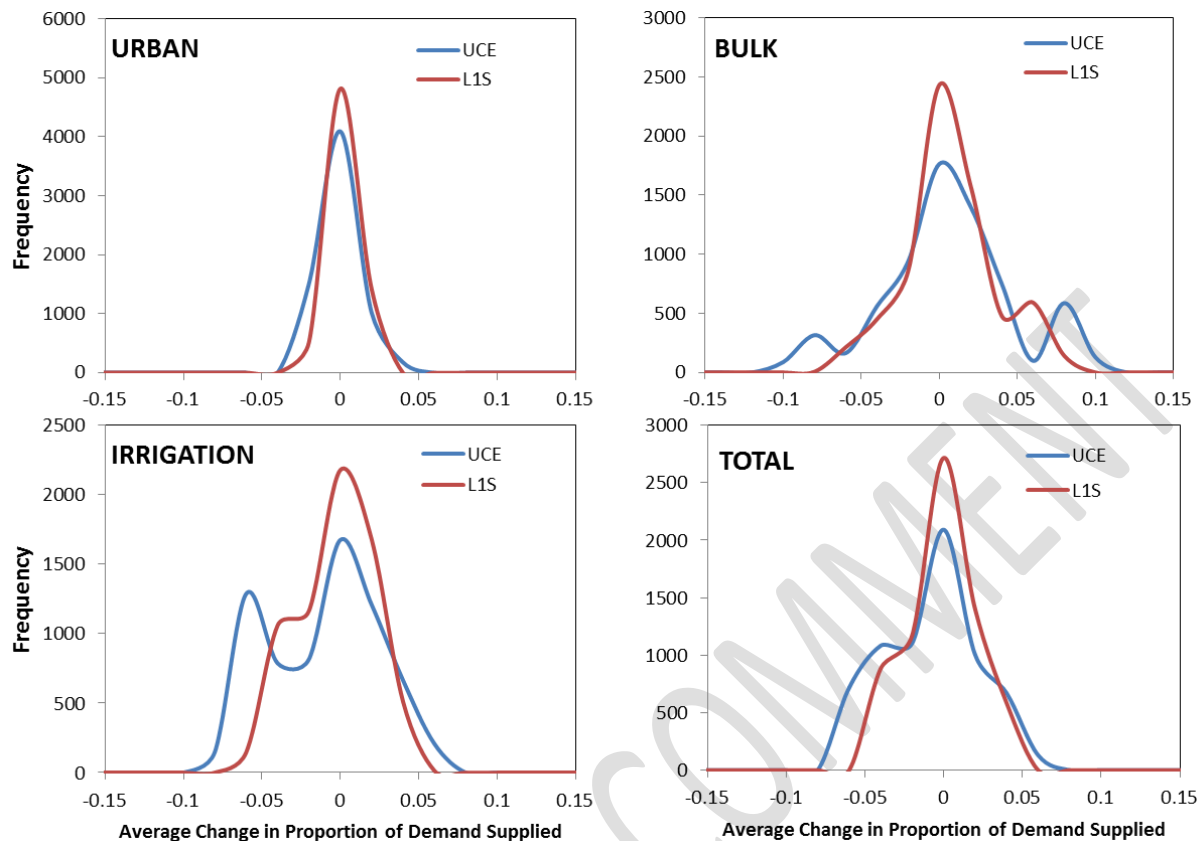 URBAN
UCE
L1S
6000
5000
4000
3000
2000
1000
0
-0.15 -0.1 -0.05 0 0.05 0.1 0.15
Frequency
BULK
UCE
L1S
3000
2500
2000
1500
1000
500
0
-0.15 -0.1 -0.05 0 0.05 0.1 0.15
IRRIGATION
UCE
L1S
2500
2000
1500
1000
500
0
-0.15 -0.1 -0.05 0 0.05 0.1 0.15
Frequency
Average Change in Proportion of Demand Supplied
TOTAL
UCE
L1S
3000
2500
2000
1500
1000
500
0
-0.15 -0.1 -0.05 0 0.05 0.1 0.15
Average Change in Proportion of Demand Supplied
COMMENT